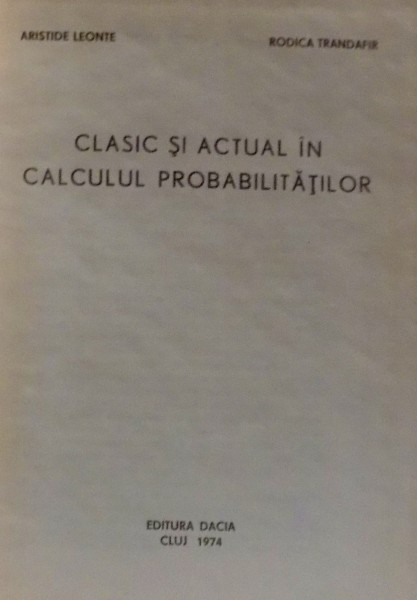 ARISTIDE LEONTE
RODICA TRANDAFIR
CLASIC ŞI ACTUAL ÎN
CALCULUL PROBABILITĂŢILOR
EDITURA DACIA
CLUJ 1974